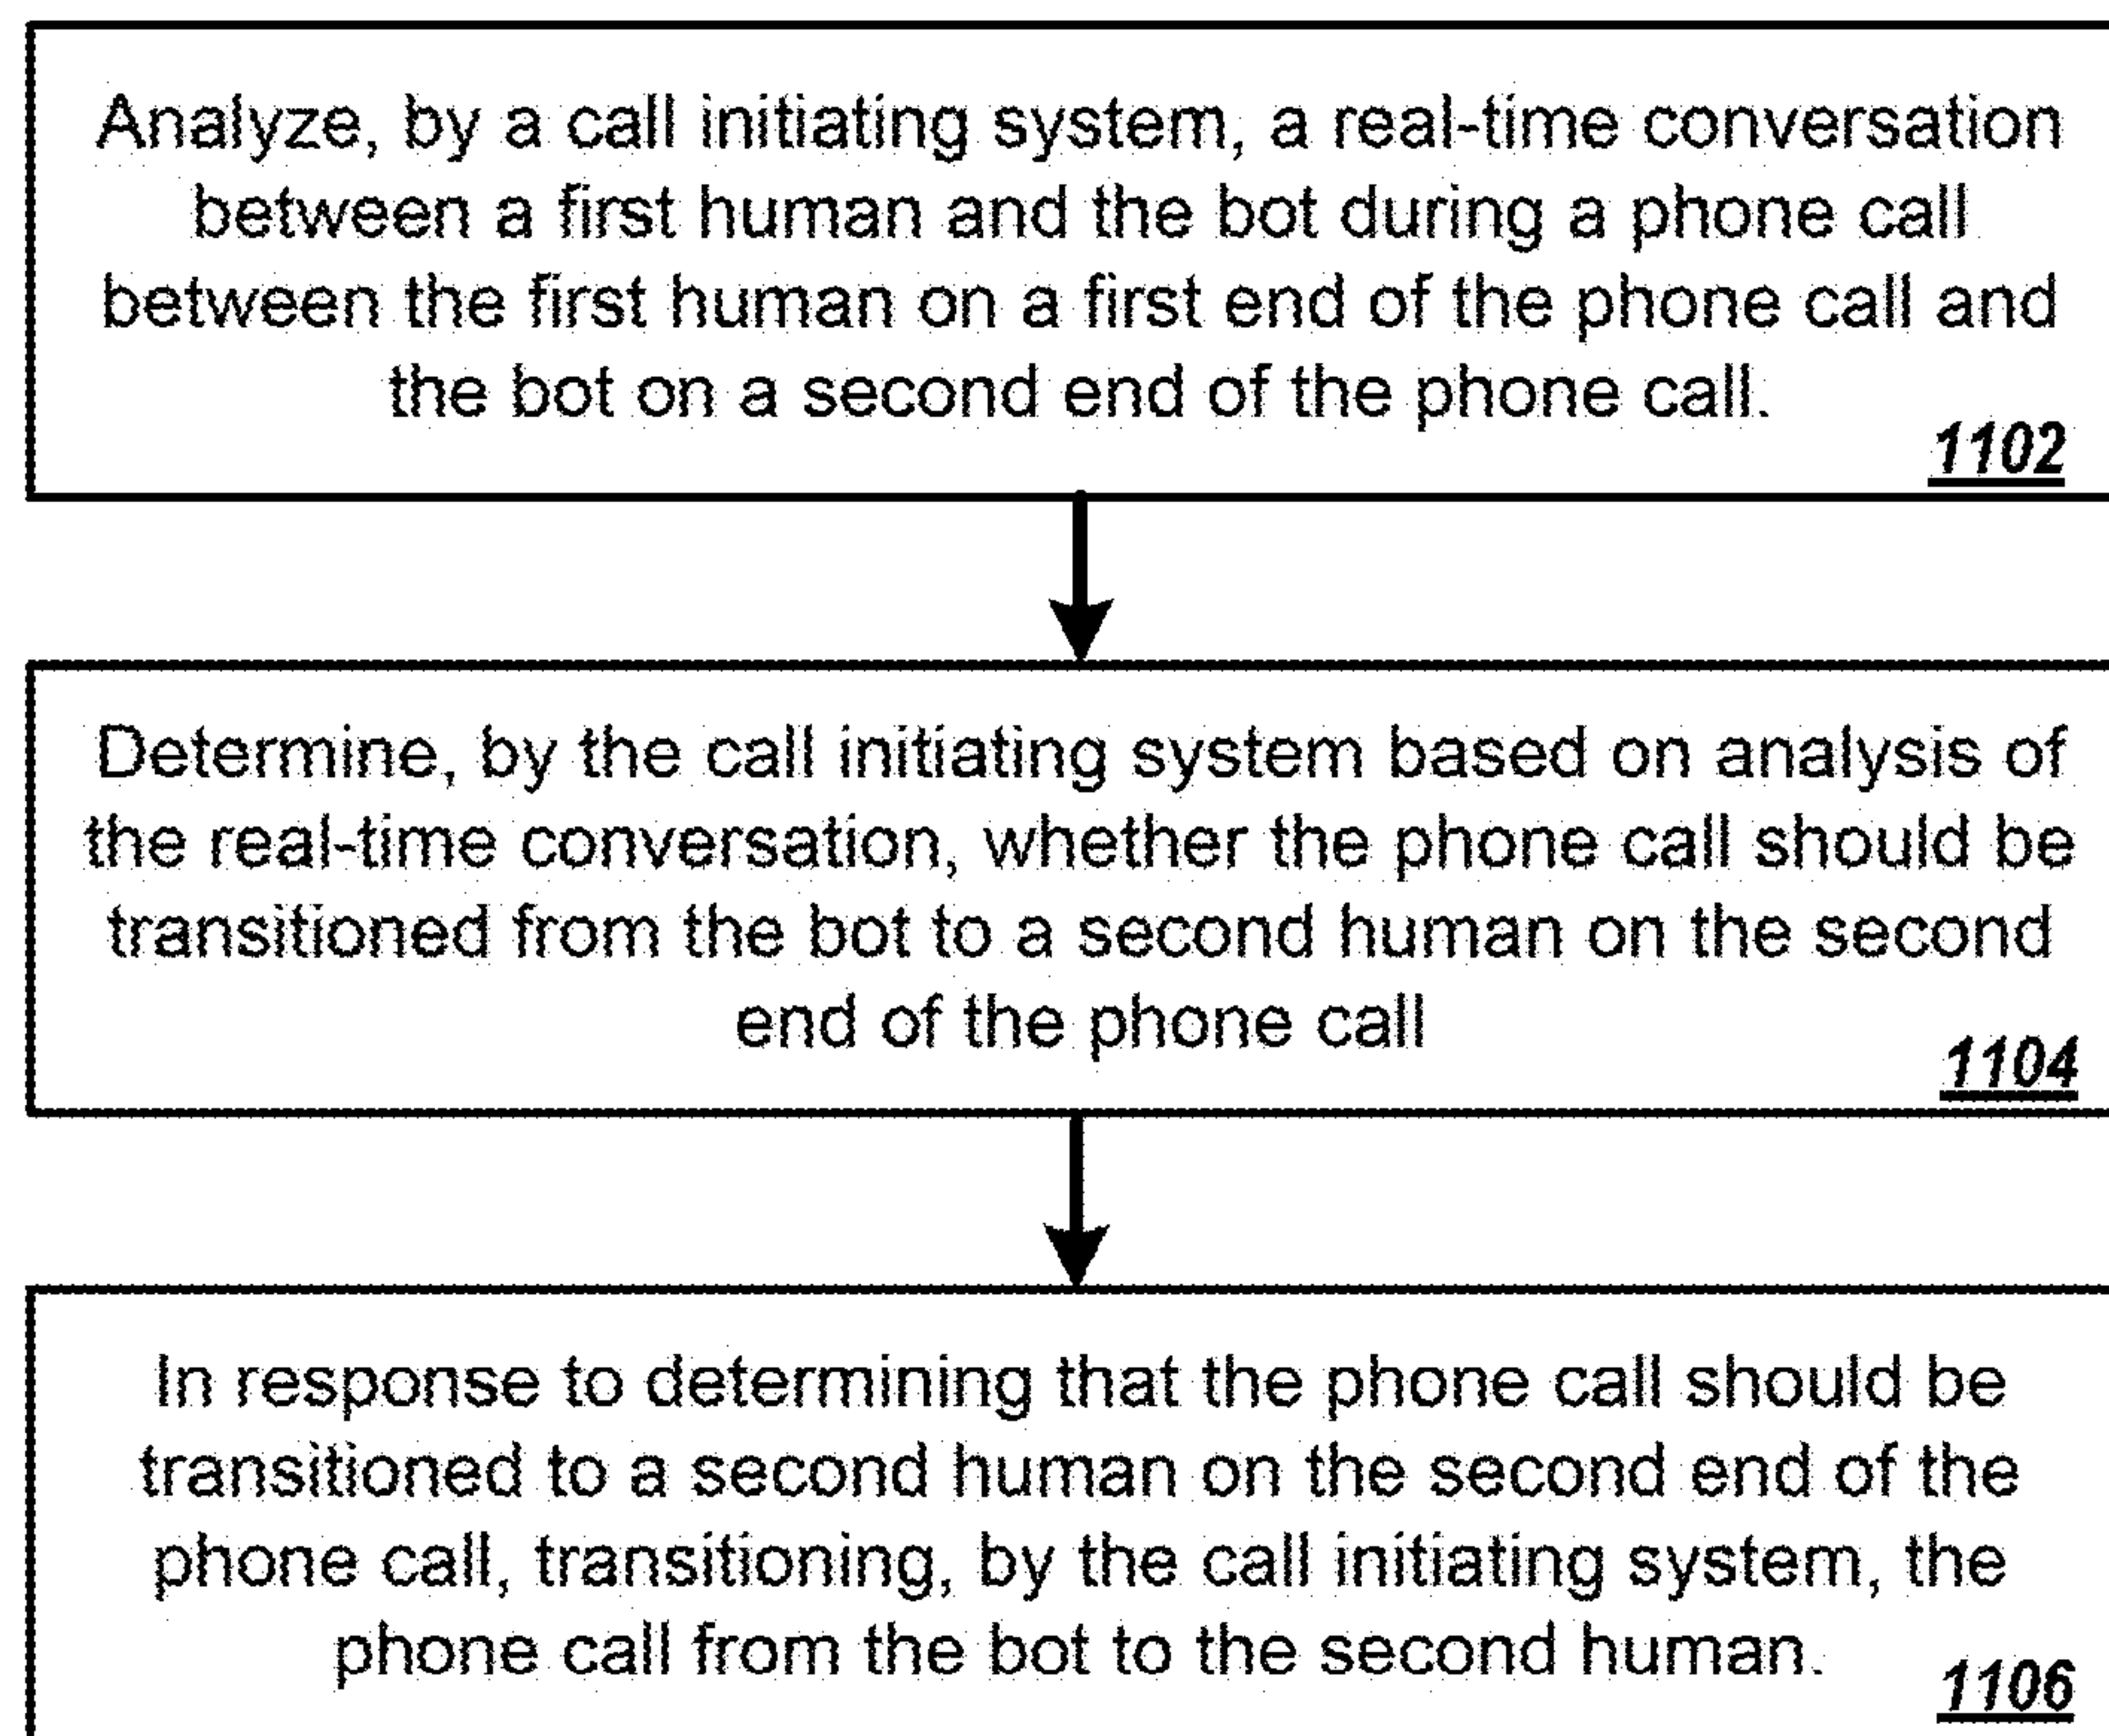 Analyze, by a call initiating system, a real-time conversation
between a first human and the bot during a phone call
between the first human on a first end of the phone call and
the bot on a second end of the phone call.
1102
Determine, by the call initiating system based on analysis of
the real-time conversation, whether the phone call should be
transitioned from the bot to a second human on the second
end of the phone call
1104
In response to determining that the phone call should be
transitioned to a second human on the second end of the
phone call, transitioning, by the call initiating system, the
phone call from the bot to the second human.
1106